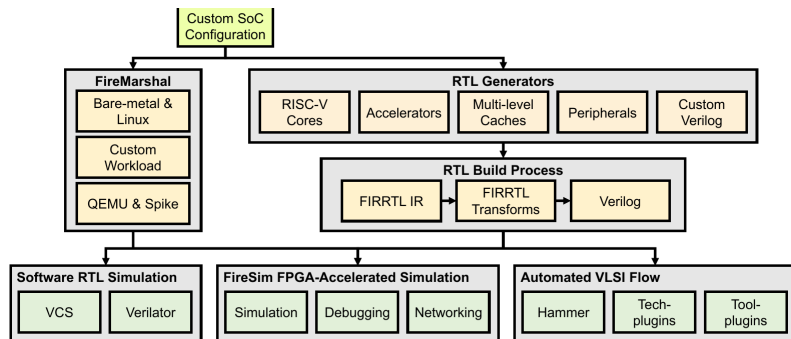 Custom SoC
Configuration
FireMarshal
Bare-metal &
Linux
Custom
Workload
QEMU & Spike
RTL Generators
RISC-V
Cores
Accelerators
Multi-level
Caches
Peripherals
Custom
Verilog
RTL Build Process
FIRRTL IR
FIRRTL
Transforms
Verilog
Software RTL Simulation
VCS
Verilator
FireSim FPGA-Accelerated Simulation
Simulation
Debugging
Networking
Automated VLSI Flow
Hammer
Tech-
plugins
Tool-
plugins